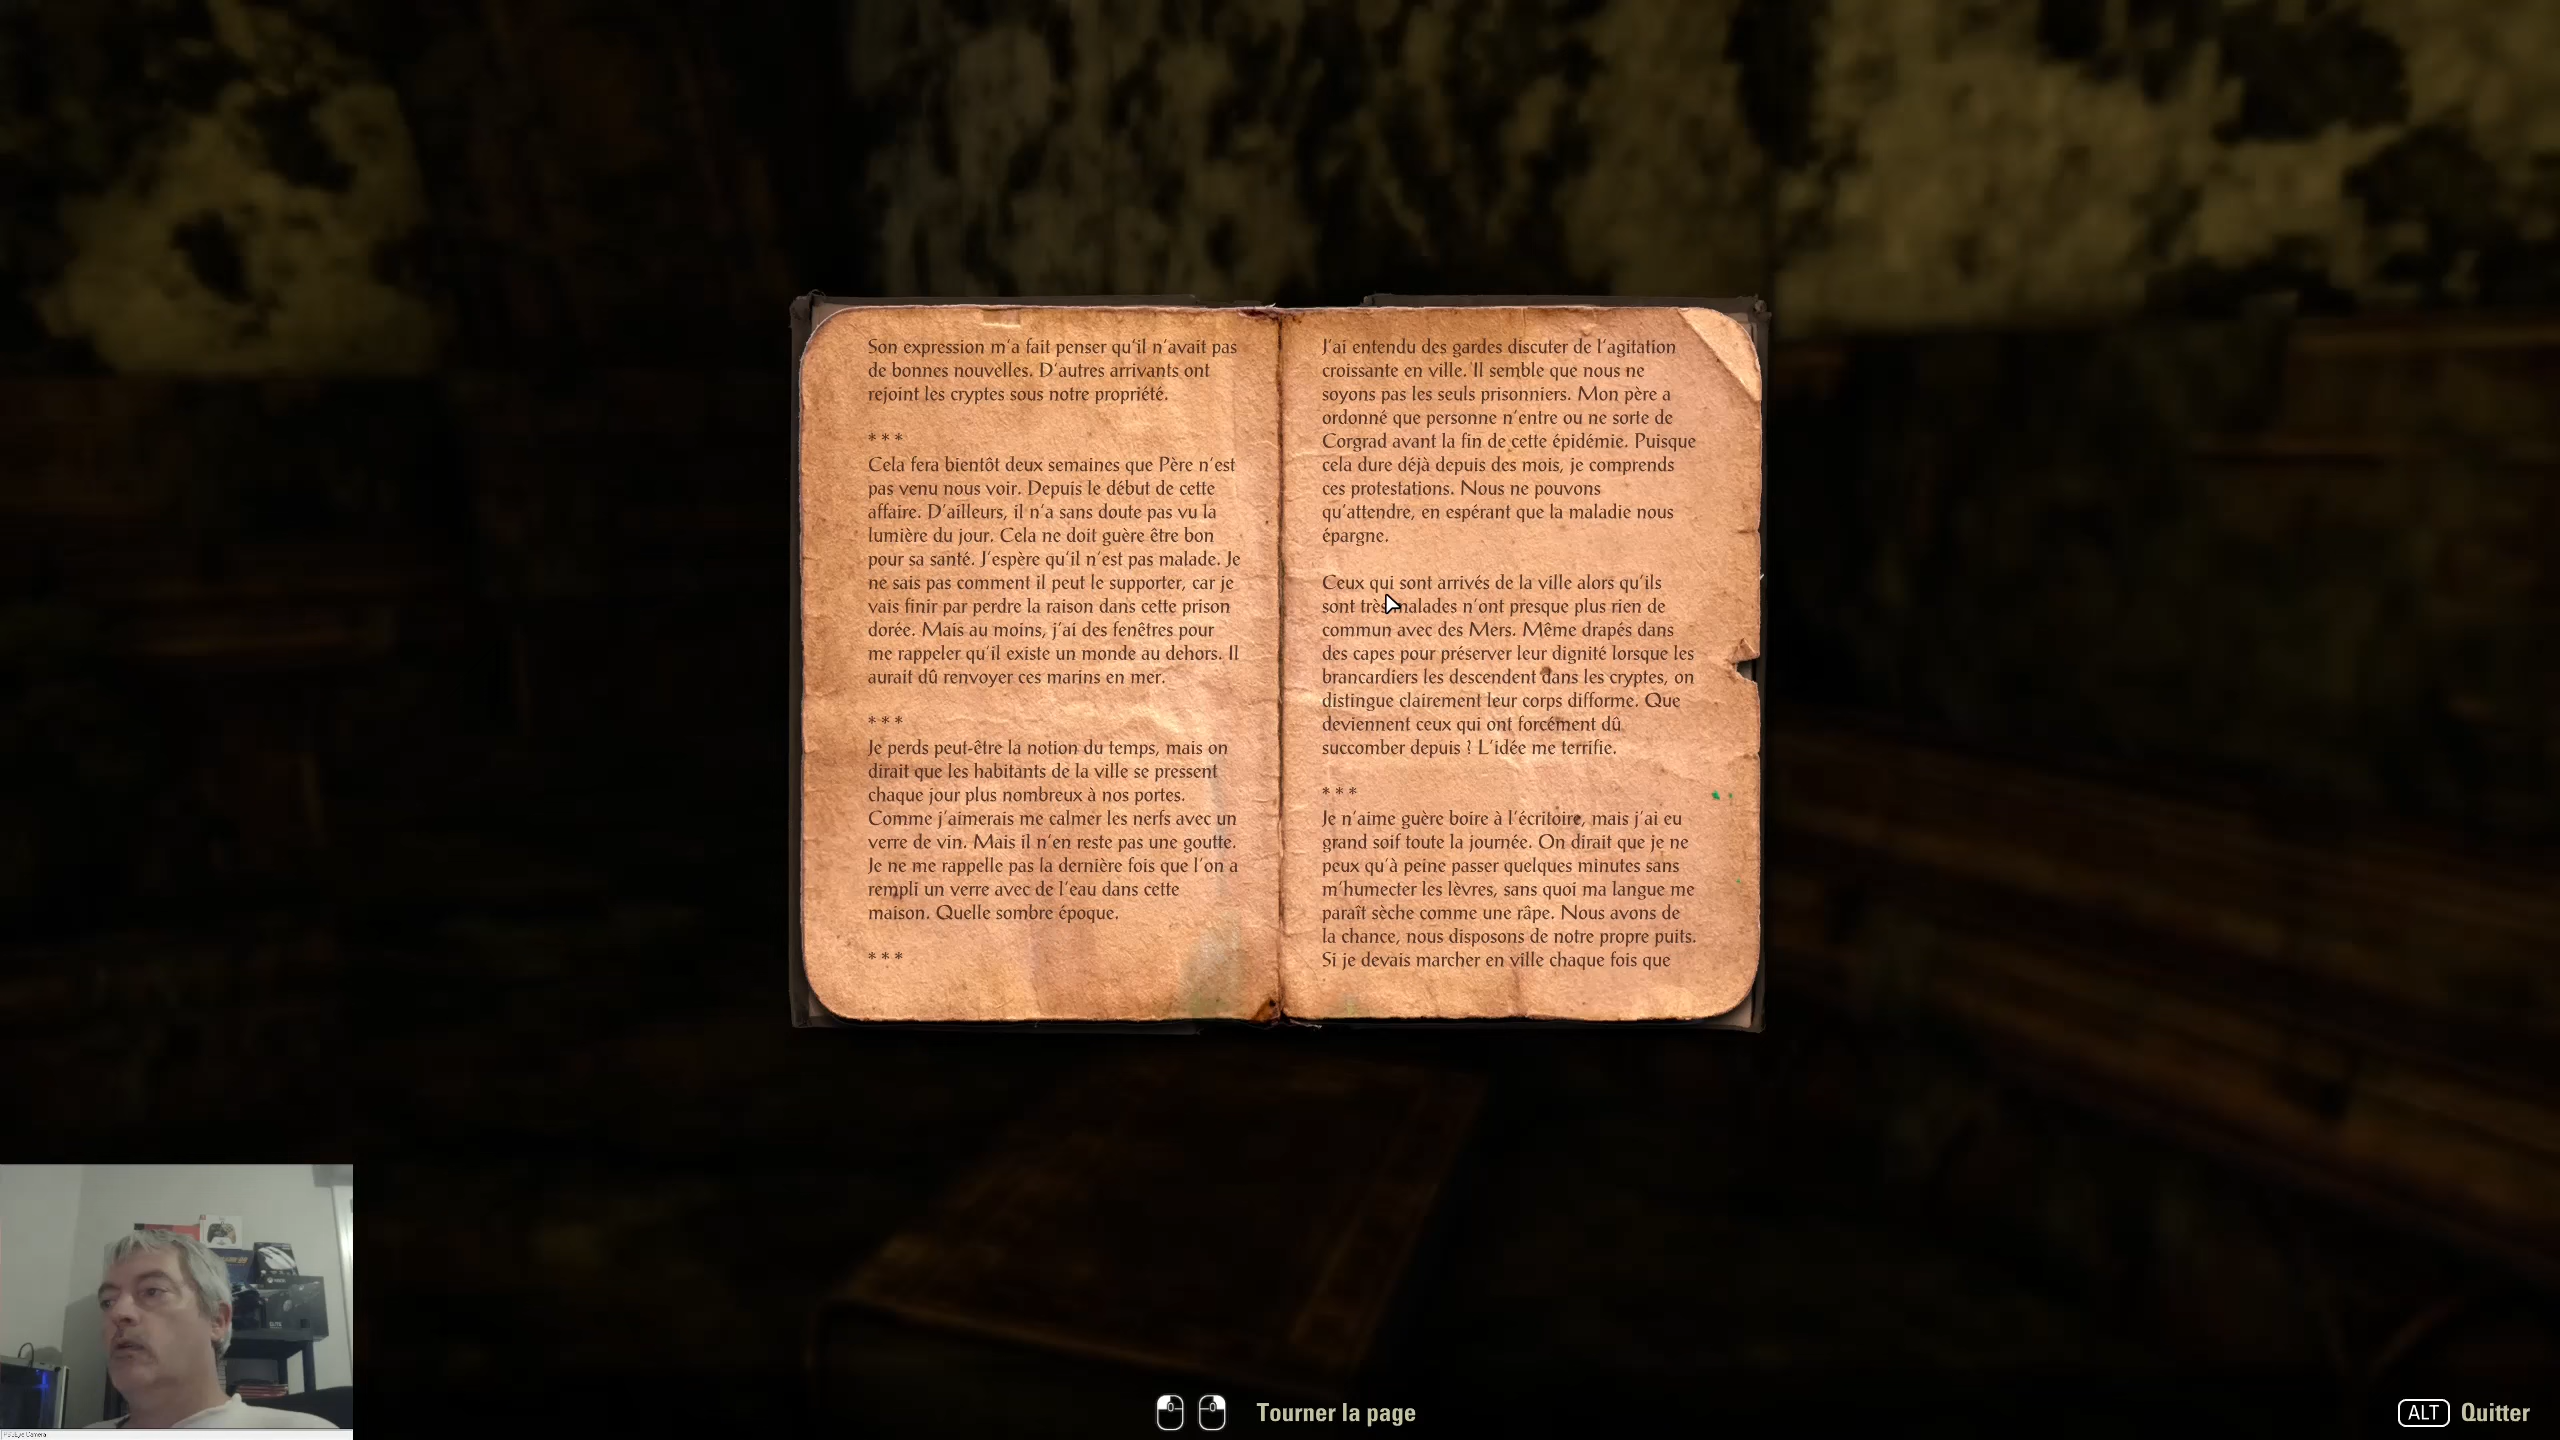 Son expression m'a fait penser qu'il n'avait pas
de bonnes nouvelles. D'autres arrivants ont
rejoint les cryptes sous notre propriété.
* * *
Cela fera bientôt deux semaines que Père n'est
pas venu nous voir. Depuis le début de cette
affaire. D'ailleurs, il n'a sans doute pas vu la
lumière du jour. Cela ne doit guère être bon
pour sa santé. J'espère qu'il n'est pas malade. Je
ne sais pas comment il peut le supporter, car je
vais finir par perdre la raison dans cette prison
dorée. Mais au moins, j'ai des fenêtres pour
me rappeler qu'il existe un monde au dehors. Il
aurait dû renvoyer ces marins en mer.
* * *
Je perds peut-être la notion du temps, mais on
dirait que les habitants de la ville se pressent
chaque jour plus nombreux à nos portes.
Comme j'aimerais me calmer les nerfs avec un
verre de vin. Mais il n'en reste pas une goutte.
Je ne me rappelle pas la dernière fois que l'on a
rempli un verre avec de l'eau dans cette
maison. Quelle sombre époque.
* * *
J'ai entendu des gardes discuter de l'agitation
croissante en ville. Il semble que nous ne
soyons pas les seuls prisonniers. Mon père a
ordonné que personne n'entre ou ne sorte de
Corgrad avant la fin de cette épidémie. Puisque
cela dure déjà depuis des mois, je comprends
ces protestations. Nous ne pouvons
qu'attendre, en espérant que la maladie nous
épargne.
Ceux qui sont arrivés de la ville alors qu'ils
sont très malades n'ont presque plus rien de
commun avec des Mers. Même drapés dans
des capes pour préserver leur dignité lorsque les
brancardiers les descendent dans les cryptes, on
distingue clairement leur corps difforme. Que
deviennent ceux qui ont forcément dû
succomber depuis ? L'idée me terrifie.
* * *
Je n'aime guère boire à l'écritoire, mais j'ai eu
grand soif toute la journée. On dirait que je ne
peux qu'à peine passer quelques minutes sans
m'humecter les lèvres, sans quoi ma langue me
paraît sèche comme une râpe. Nous avons de
la chance, nous disposons de notre propre puits.
Si je devais marcher en ville chaque fois que
Tourner la page
ALT Quitter